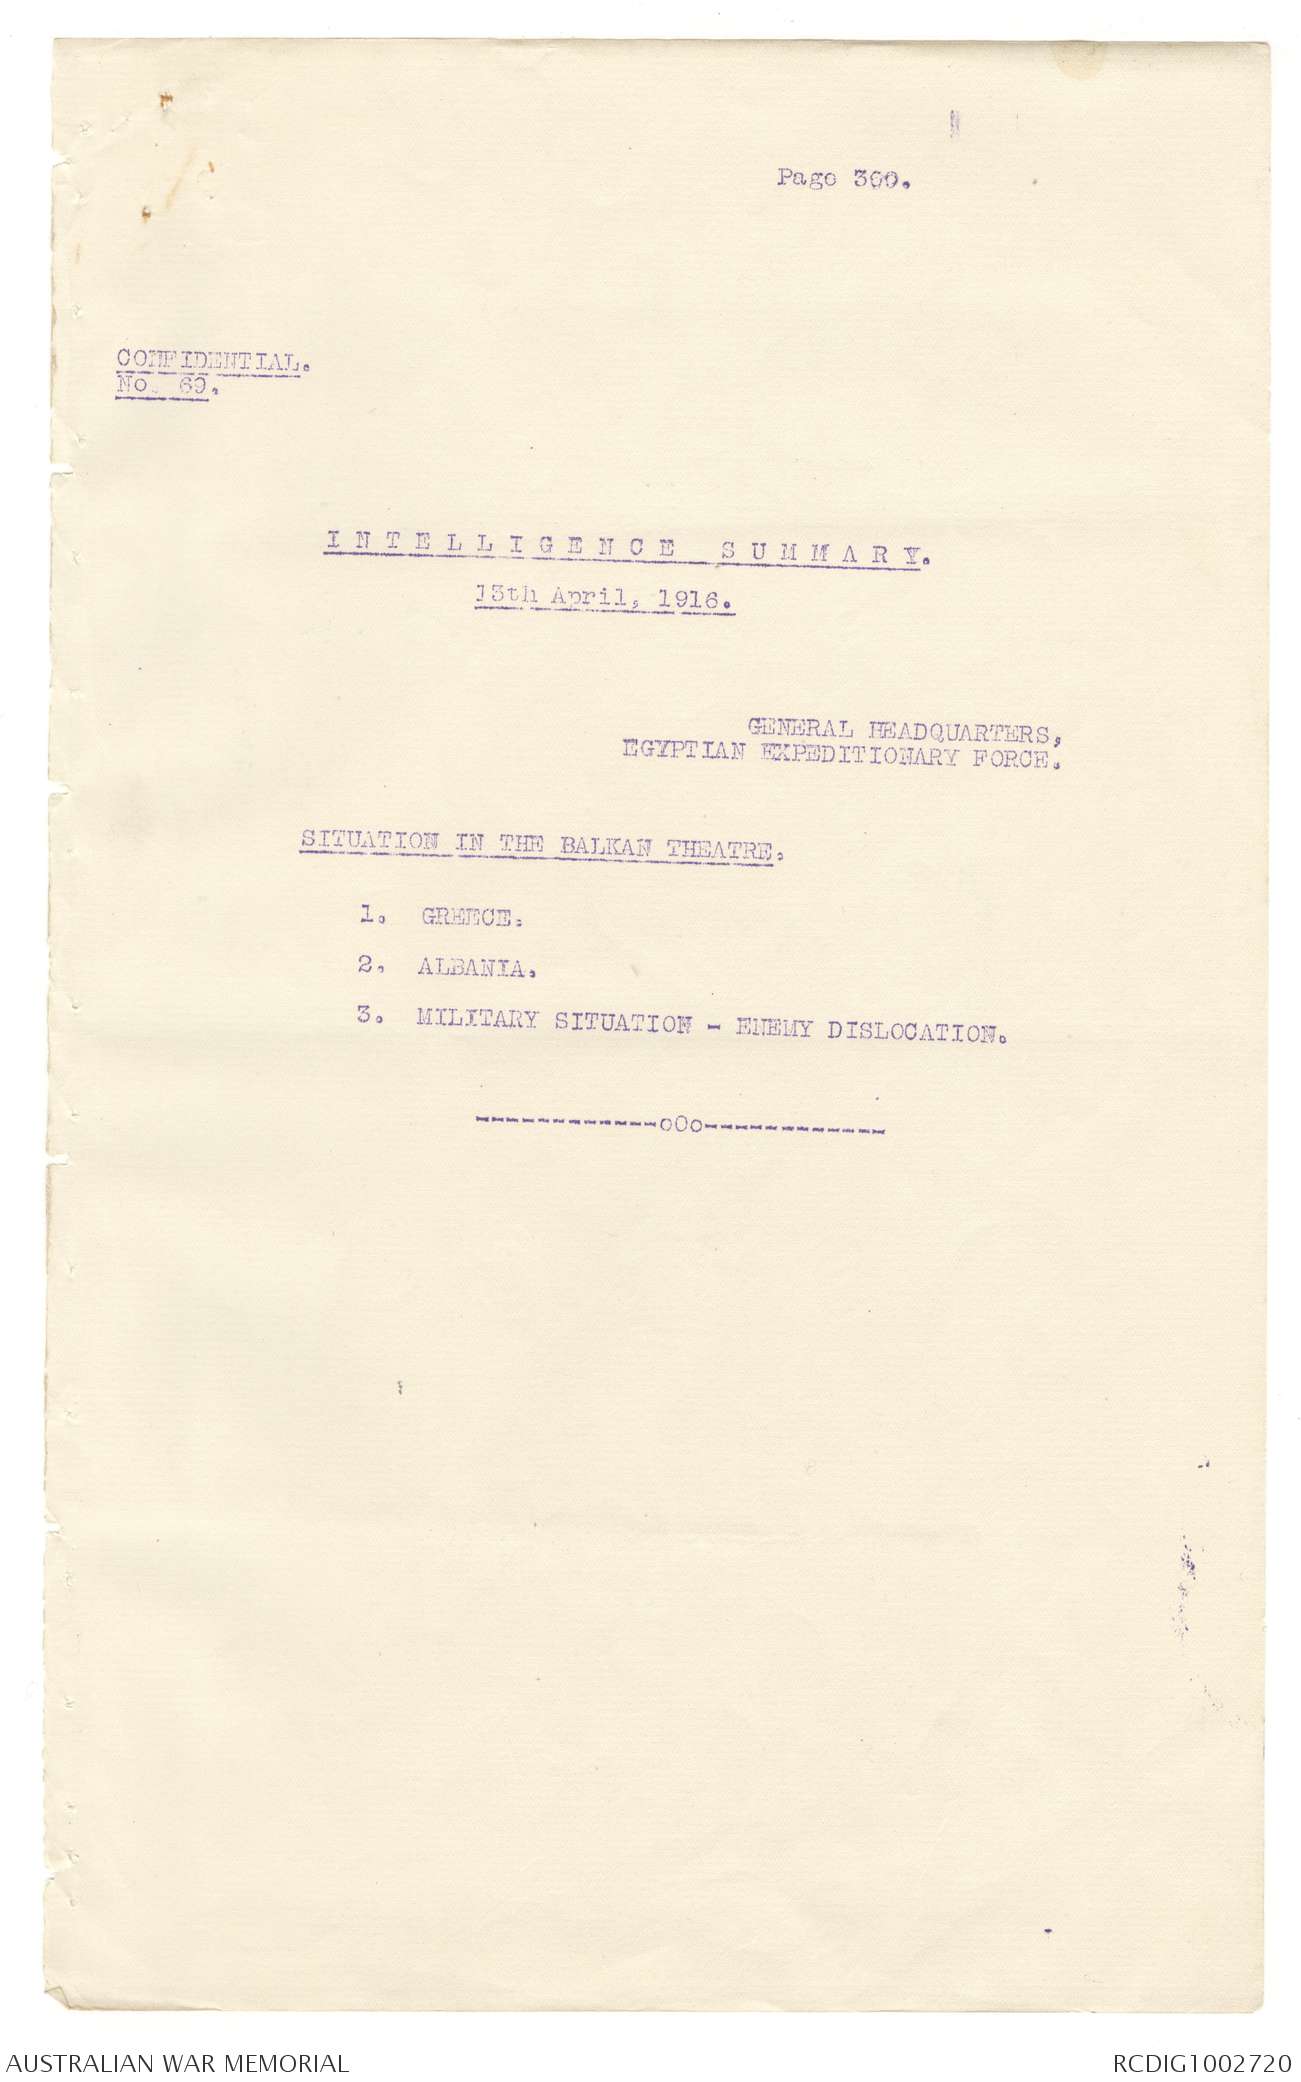 Page 300.
CONFIDENTIAL.
No. 69.
INTELLIGENCE SUMMARY.
13th April, 1916.
GENERAL HEADQUARTERS,
EGYPTIAN EXPEDITIONARY FORCE.
SITUATION IN THE BALKAN THEATRE.
1. GREECE.
2. ALBANIA.
3. MILITARY SITUATION - ENEMY DISLOCATION.
------------oOo------------
AUSTRALIAN WAR MEMORIAL
RCDIG1002720